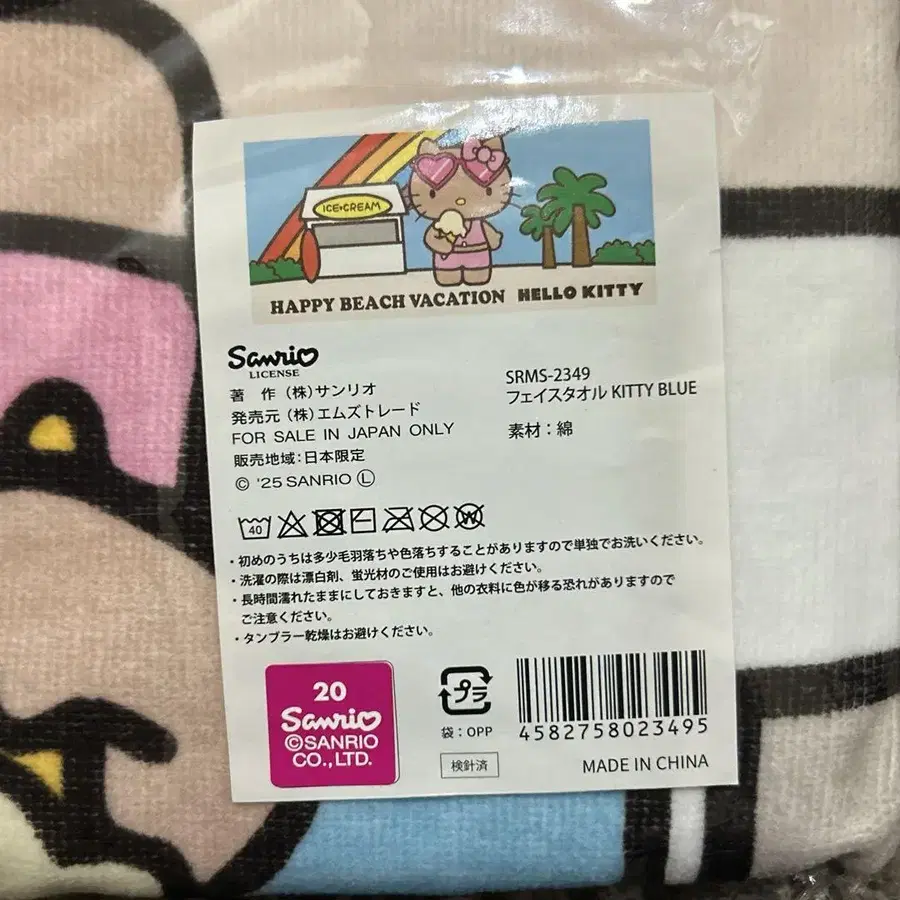 ICE★CREAM
HAPPY BEACH VACATION HELLO KITTY
Sanrio
LICENSE
著 作 (株)サンリオ
発売元 (株)エムズトレード
FOR SALE IN JAPAN ONLY
販売地域:日本限定
© '25 SANRIO Ⓛ
SRMS-2349
フェイスタオル KITTY BLUE
素材:綿
40
W
・初めのうちは多少毛羽落ちや色落ちすることがありますので単独でお洗いください。
・洗濯の際は漂白剤、蛍光材のご使用はお避けください。
・長時間濡れたままにしておきますと、他の衣料に色が移る恐れがありますので
ご注意ください。
・タンブラー乾燥はお避けください。
20
Sanrio
©SANRIO
CO.,LTD.
プラ
袋:OPP
検針済
4582758023495
MADE IN CHINA